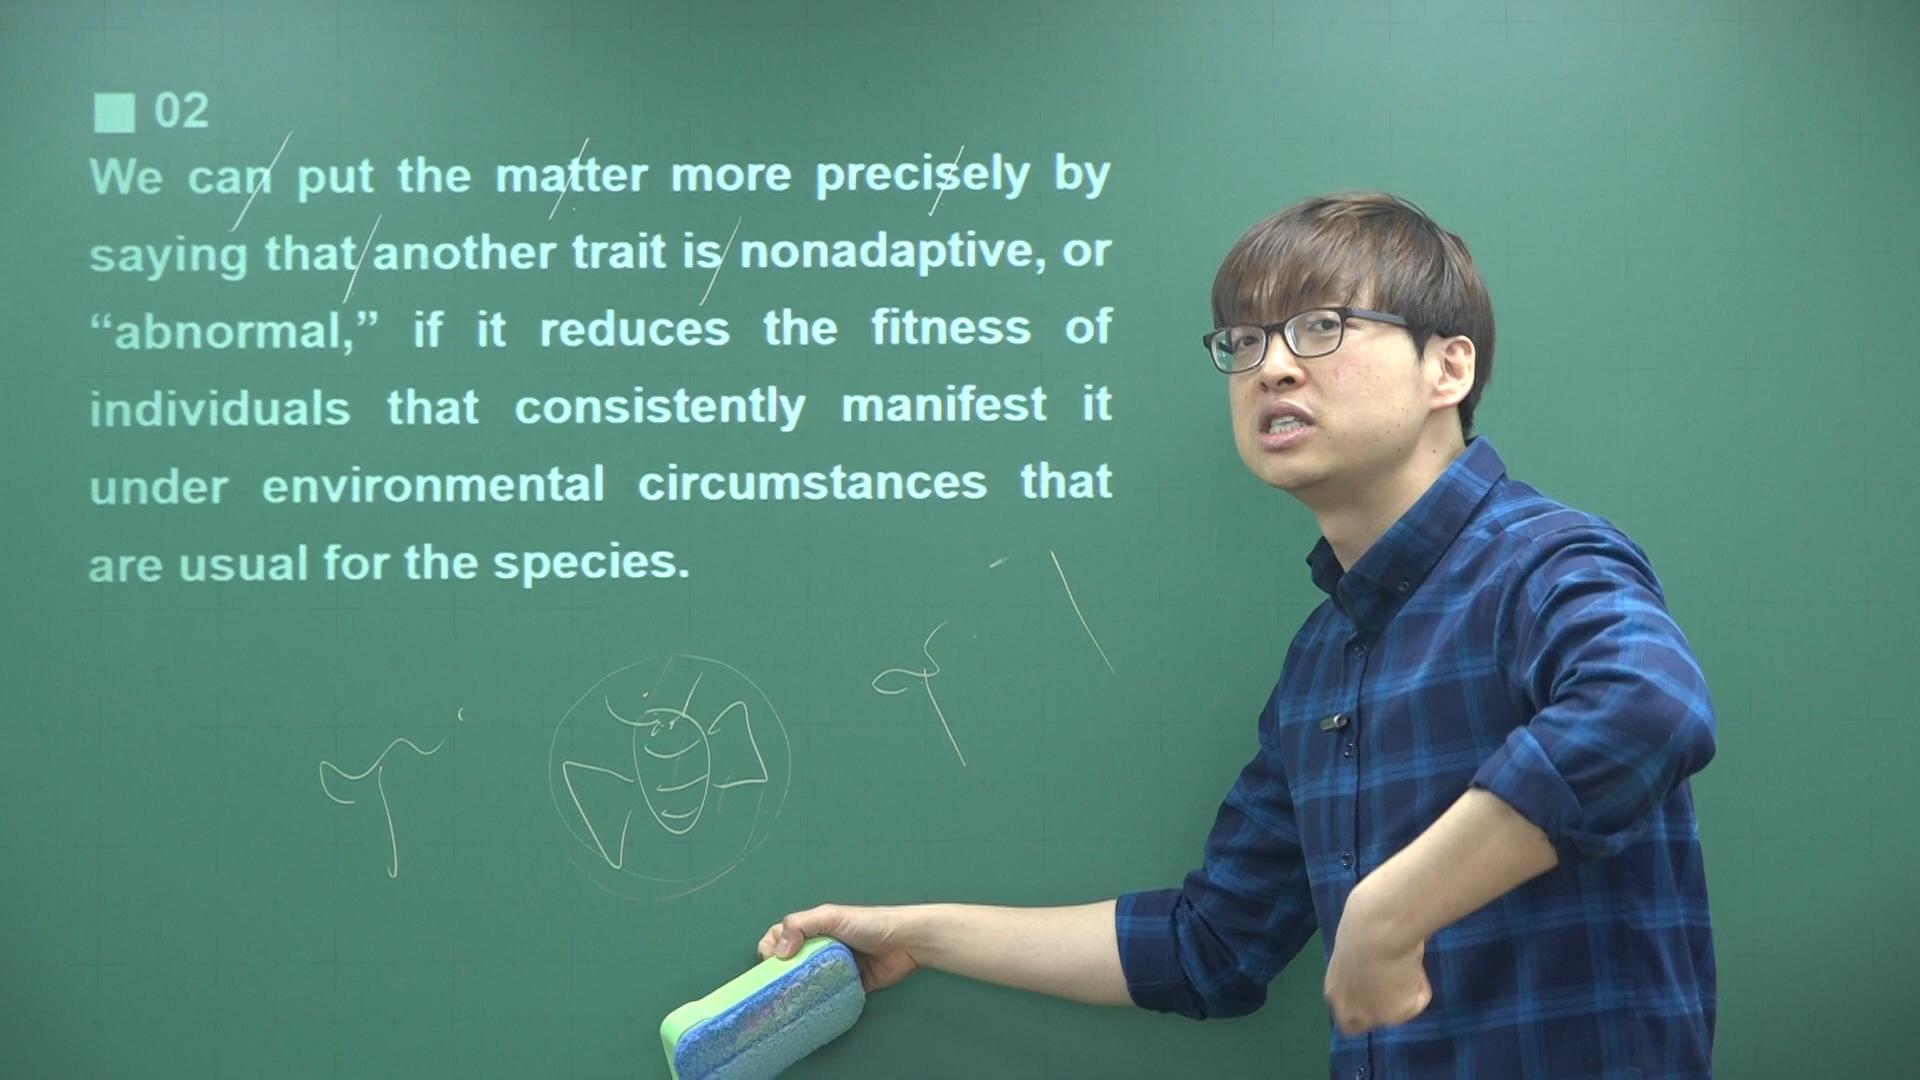 ■ 02
We can put the matter more precisely by
saying that another trait is nonadaptive, or
“abnormal,” if it reduces the fitness of
individuals that consistently manifest it
under environmental circumstances that
are usual for the species.